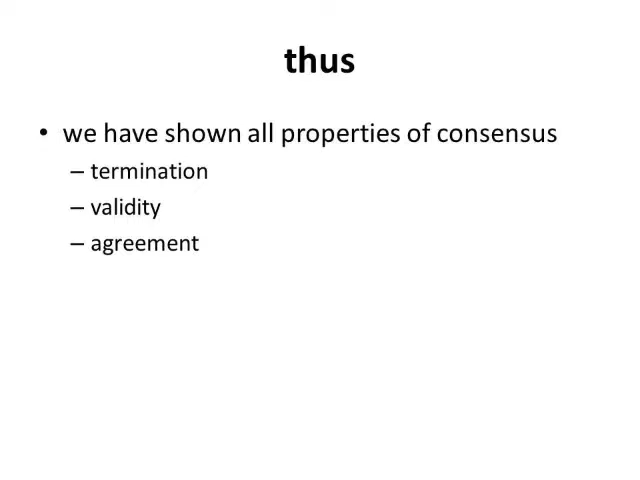 thus
• we have shown all properties of consensus
– termination
– validity
– agreement